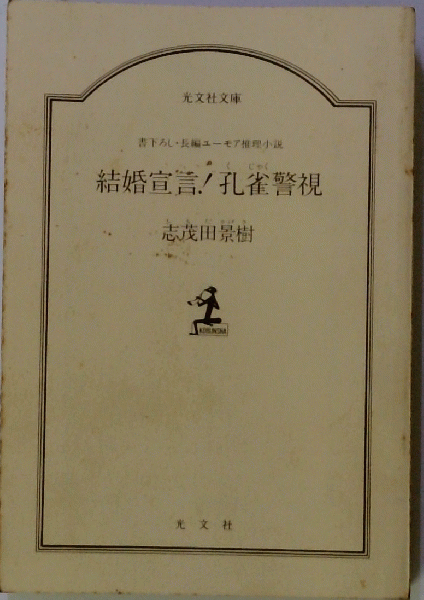 光文社文庫
書下ろし・長編ユーモア推理小説
結婚宣言！孔雀警視
志茂田景樹
KOBUNSHA
光文社